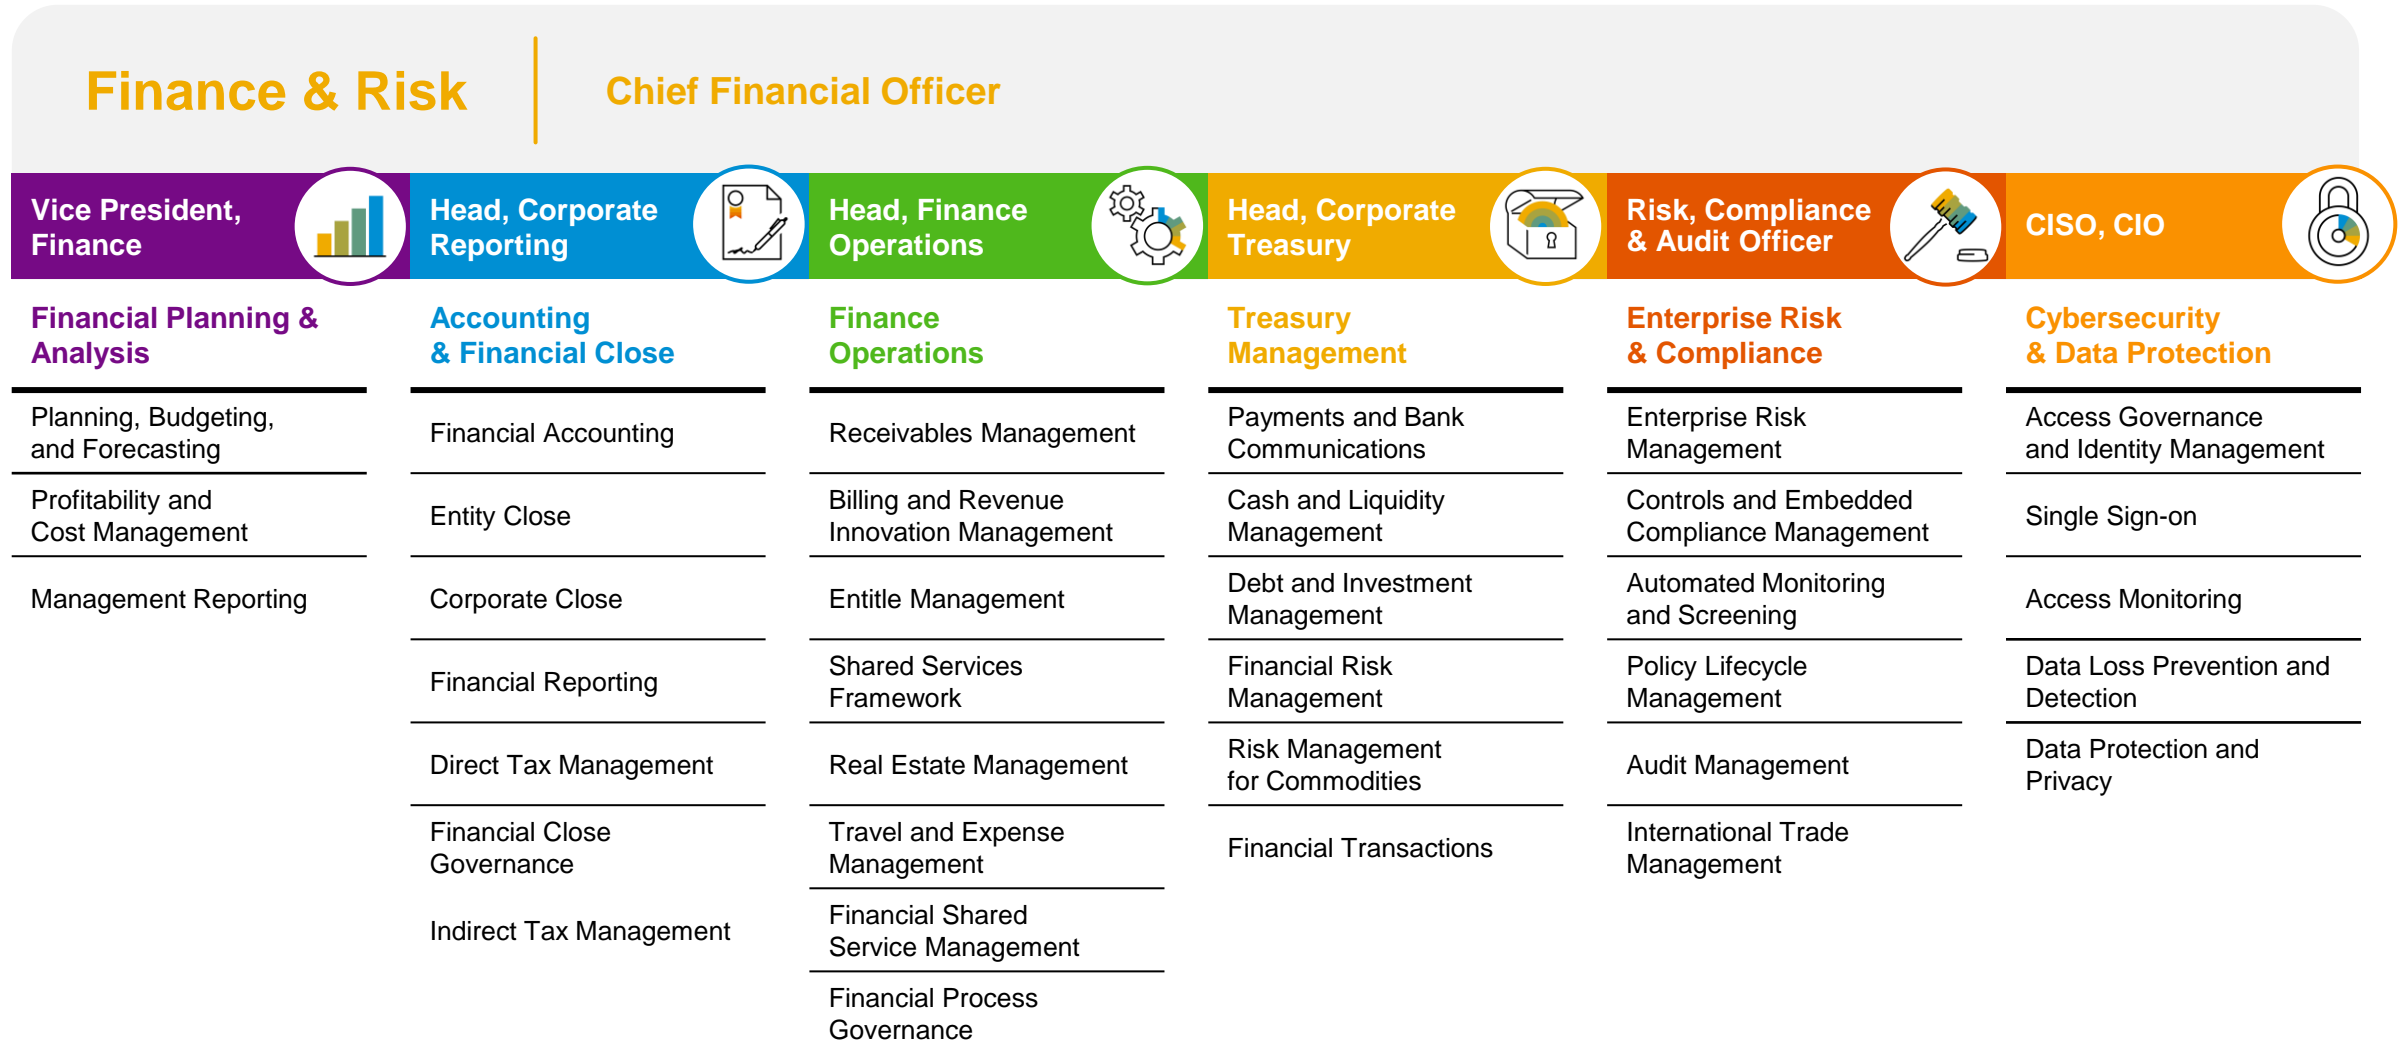 Finance & Risk
Chief Financial Officer
Vice President,
Finance
Head, Corporate
Reporting
Head, Finance
Operations
Head, Corporate
Treasury
Risk, Compliance
& Audit Officer
CISO, CIO
Financial Planning &
Analysis
Planning, Budgeting,
and Forecasting
Profitability and
Cost Management
Management Reporting
Accounting
& Financial Close
Financial Accounting
Entity Close
Corporate Close
Financial Reporting
Direct Tax Management
Financial Close
Governance
Indirect Tax Management
Finance
Operations
Receivables Management
Billing and Revenue
Innovation Management
Entitle Management
Shared Services
Framework
Real Estate Management
Travel and Expense
Management
Financial Shared
Service Management
Financial Process
Governance
Treasury
Management
Payments and Bank
Communications
Cash and Liquidity
Management
Debt and Investment
Management
Financial Risk
Management
Risk Management
for Commodities
Financial Transactions
Enterprise Risk
& Compliance
Enterprise Risk
Management
Controls and Embedded
Compliance Management
Automated Monitoring
and Screening
Policy Lifecycle
Management
Audit Management
International Trade
Management
Cybersecurity
& Data Protection
Access Governance
and Identity Management
Single Sign-on
Access Monitoring
Data Loss Prevention and
Detection
Data Protection and
Privacy